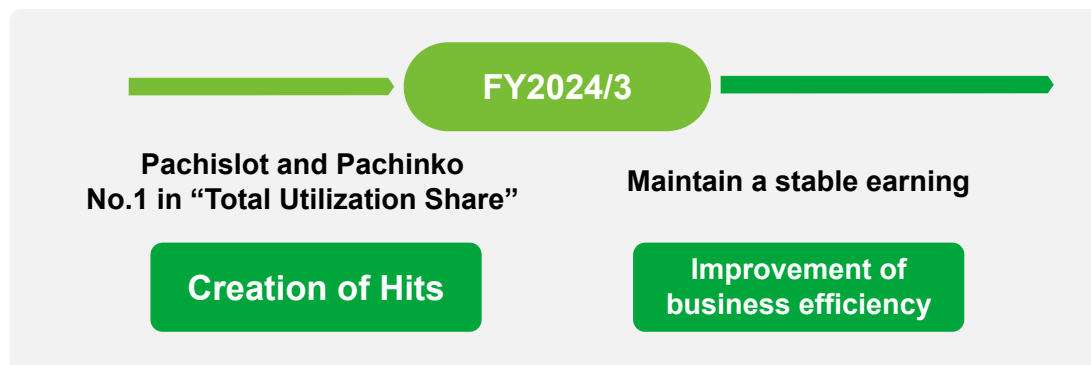 FY2024/3
Pachislot and Pachinko
No.1 in “Total Utilization Share”
Creation of Hits
Maintain a stable earning
Improvement of
business efficiency